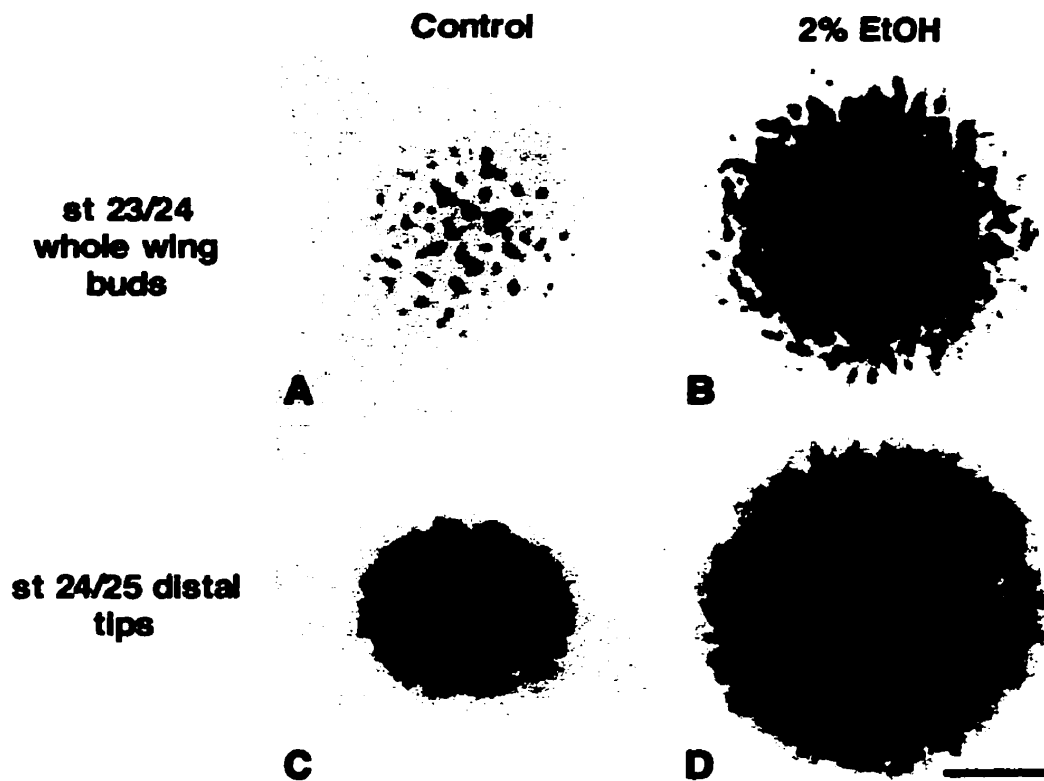 Control
2% EtOH
st 23/24
whole wing
buds
A
B
st 24/25 distal
tips
C
D